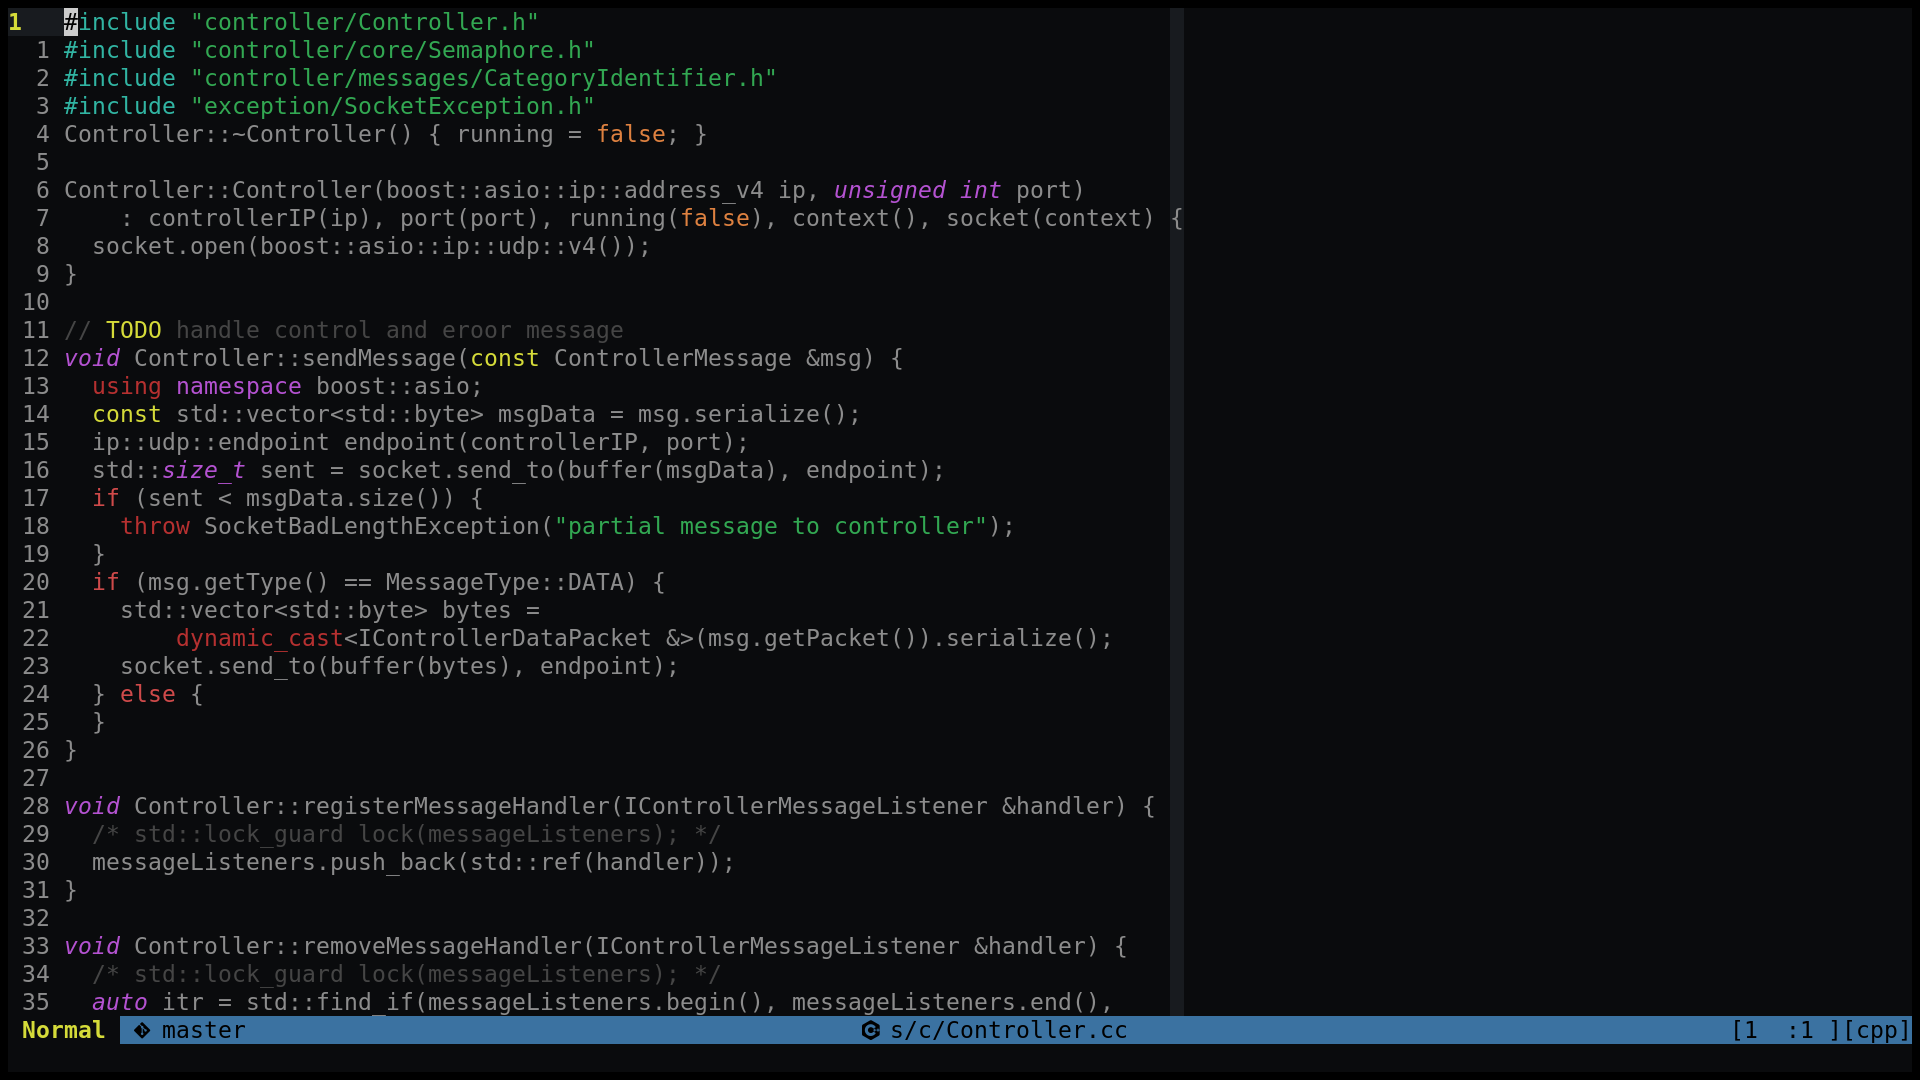 1   #include "controller/Controller.h"
  1 #include "controller/core/Semaphore.h"
  2 #include "controller/messages/CategoryIdentifier.h"
  3 #include "exception/SocketException.h"
  4 Controller::~Controller() { running = false; }
  5
  6 Controller::Controller(boost::asio::ip::address_v4 ip, unsigned int port)
  7     : controllerIP(ip), port(port), running(false), context(), socket(context) {
  8   socket.open(boost::asio::ip::udp::v4());
  9 }
 10
 11 // TODO handle control and eroor message
 12 void Controller::sendMessage(const ControllerMessage &msg) {
 13   using namespace boost::asio;
 14   const std::vector<std::byte> msgData = msg.serialize();
 15   ip::udp::endpoint endpoint(controllerIP, port);
 16   std::size_t sent = socket.send_to(buffer(msgData), endpoint);
 17   if (sent < msgData.size()) {
 18     throw SocketBadLengthException("partial message to controller");
 19   }
 20   if (msg.getType() == MessageType::DATA) {
 21     std::vector<std::byte> bytes =
 22         dynamic_cast<IControllerDataPacket &>(msg.getPacket()).serialize();
 23     socket.send_to(buffer(bytes), endpoint);
 24   } else {
 25   }
 26 }
 27
 28 void Controller::registerMessageHandler(IControllerMessageListener &handler) {
 29   /* std::lock_guard lock(messageListeners); */
 30   messageListeners.push_back(std::ref(handler));
 31 }
 32
 33 void Controller::removeMessageHandler(IControllerMessageListener &handler) {
 34   /* std::lock_guard lock(messageListeners); */
 35   auto itr = std::find_if(messageListeners.begin(), messageListeners.end(),
Normal master s/c/Controller.cc [1  :1 ][cpp]